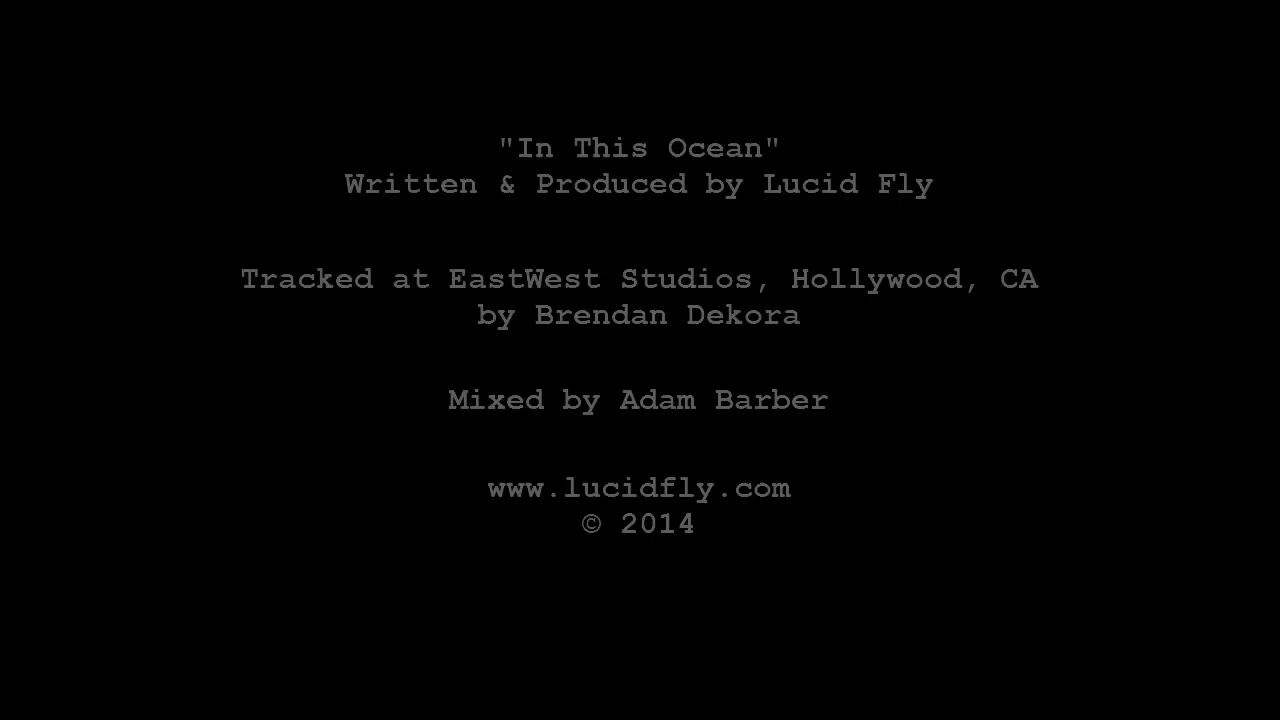 "In This Ocean"
Written & Produced by Lucid Fly
Tracked at EastWest Studios, Hollywood, CA
by Brendan Dekora
Mixed by Adam Barber
www.lucidfly.com
© 2014